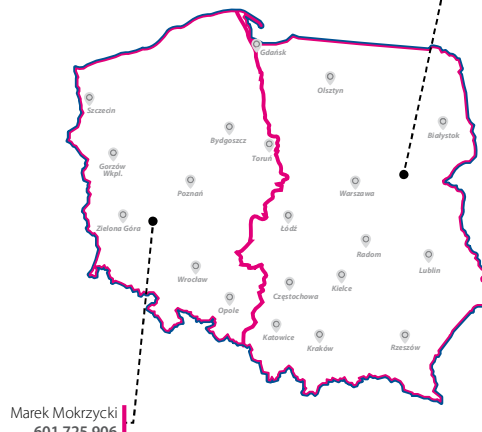 Gdańsk
Olsztyn
Szczecin
Białystok
Bydgoszcz
Toruń
Gorzów
Wkpl.
Poznań
Warszawa
Zielona Góra
Łódź
Radom
Lublin
Wrocław
Kielce
Częstochowa
Opole
Katowice
Kraków
Rzeszów
Marek Mokrzycki
601 725 906